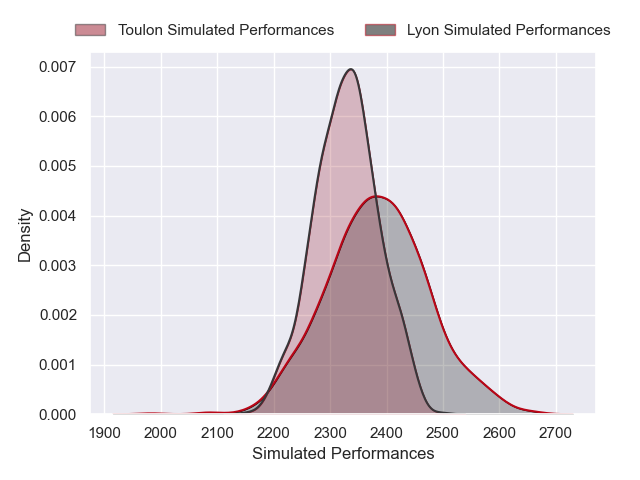 Toulon Simulated Performances
Lyon Simulated Performances
0.007
0.006
0.005
0.004
0.003
0.002
0.001
0.000
Density
1900 2000 2100 2200 2300 2400 2500 2600 2700
Simulated Performances